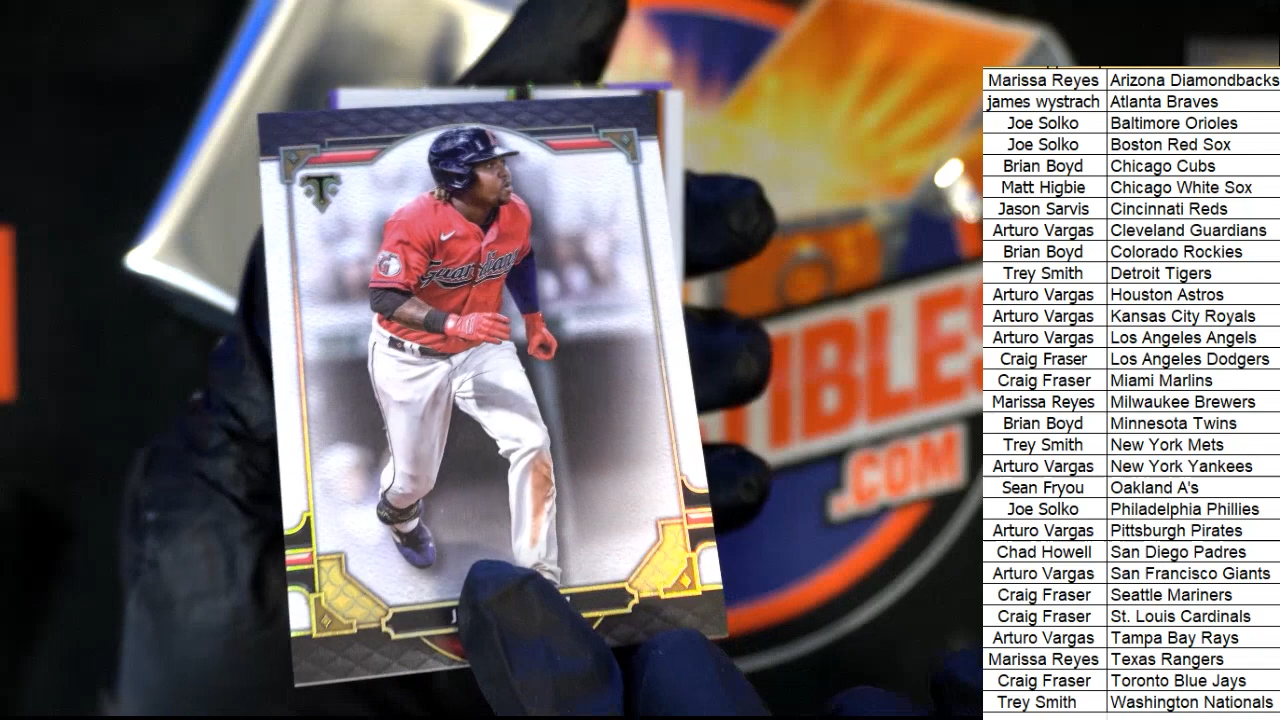 Guardians
TIBLES
.COM
Marissa Reyes Arizona Diamondbacks
james wystrach Atlanta Braves
Joe Solko Baltimore Orioles
Joe Solko Boston Red Sox
Brian Boyd Chicago Cubs
Matt Higbie Chicago White Sox
Jason Sarvis Cincinnati Reds
Arturo Vargas Cleveland Guardians
Brian Boyd Colorado Rockies
Trey Smith Detroit Tigers
Arturo Vargas Houston Astros
Arturo Vargas Kansas City Royals
Arturo Vargas Los Angeles Angels
Craig Fraser Los Angeles Dodgers
Craig Fraser Miami Marlins
Marissa Reyes Milwaukee Brewers
Brian Boyd Minnesota Twins
Trey Smith New York Mets
Arturo Vargas New York Yankees
Sean Fryou Oakland A's
Joe Solko Philadelphia Phillies
Arturo Vargas Pittsburgh Pirates
Chad Howell San Diego Padres
Arturo Vargas San Francisco Giants
Craig Fraser Seattle Mariners
Craig Fraser St. Louis Cardinals
Arturo Vargas Tampa Bay Rays
Marissa Reyes Texas Rangers
Craig Fraser Toronto Blue Jays
Trey Smith Washington Nationals